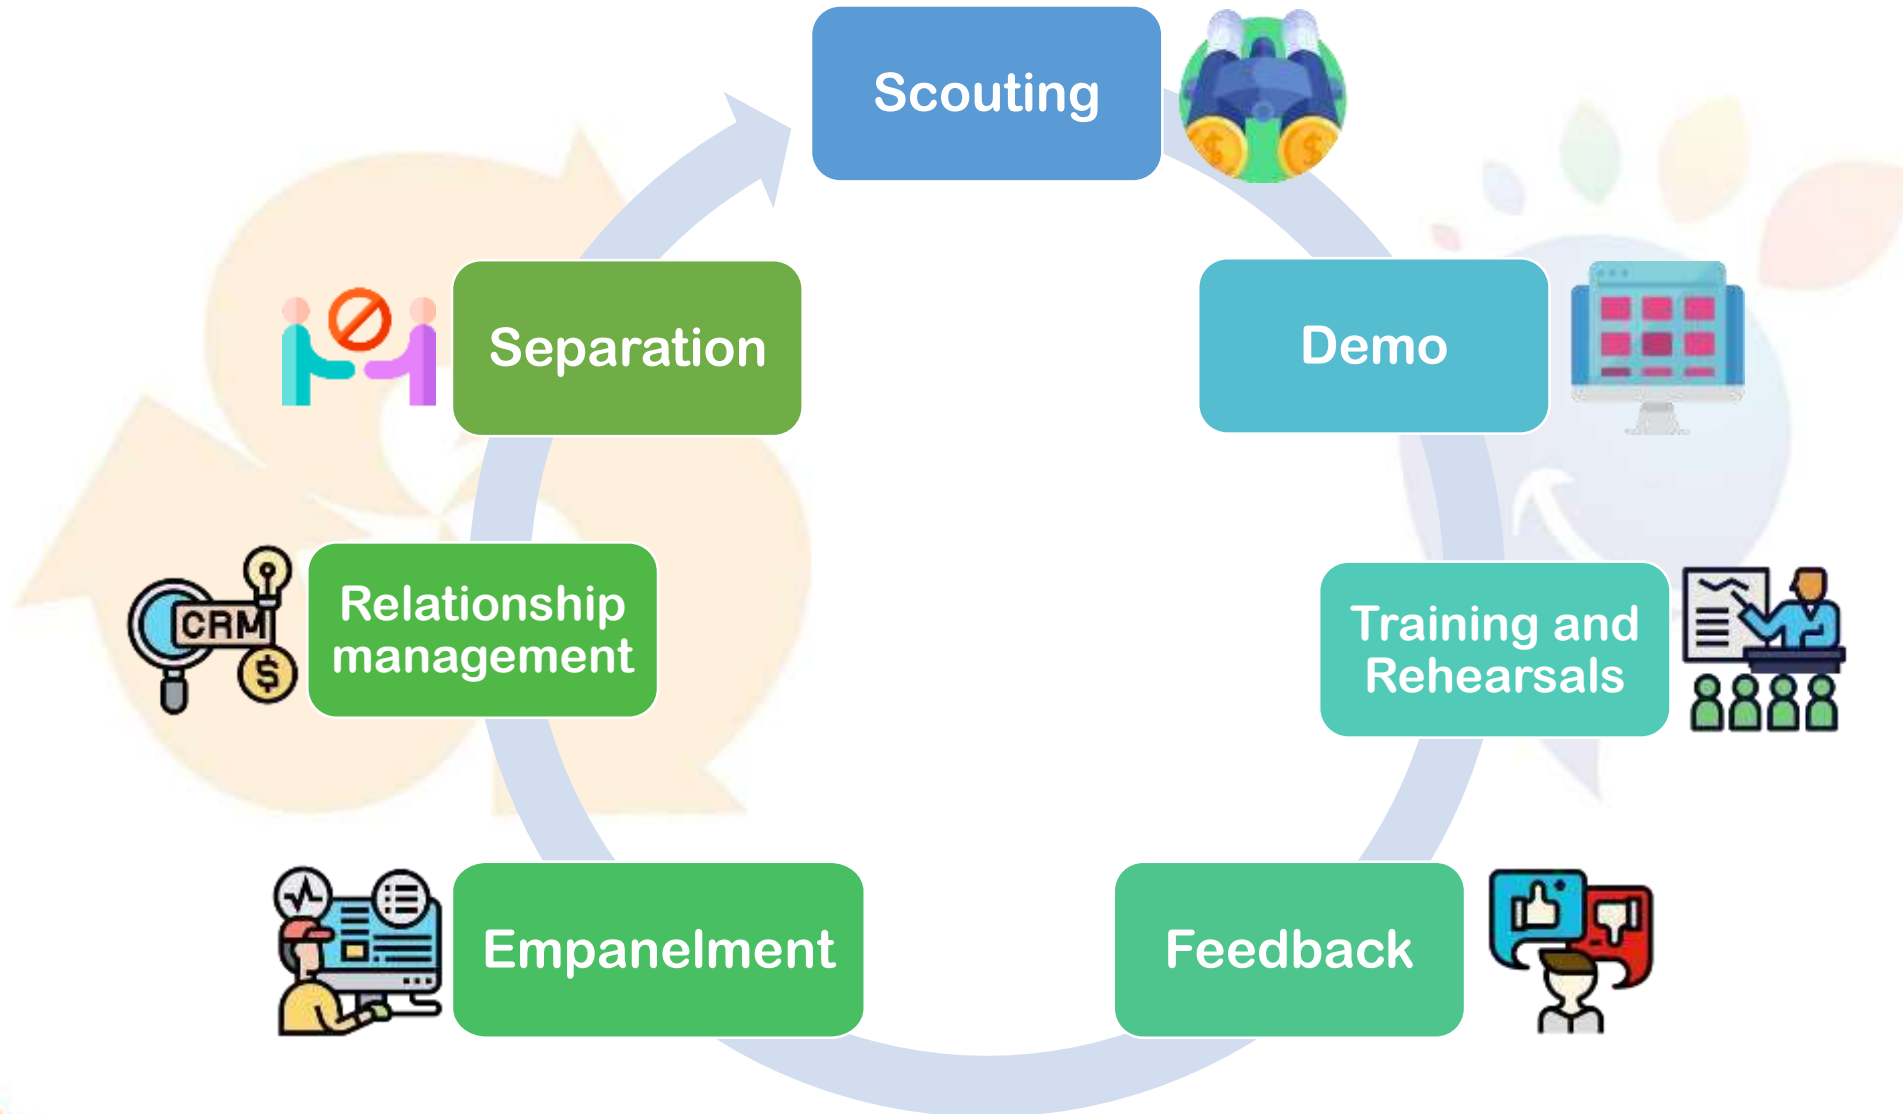 Scouting
Demo
Training and
Rehearsals
Feedback
Empanelment
Relationship
management
CRM
$
Separation
$
$